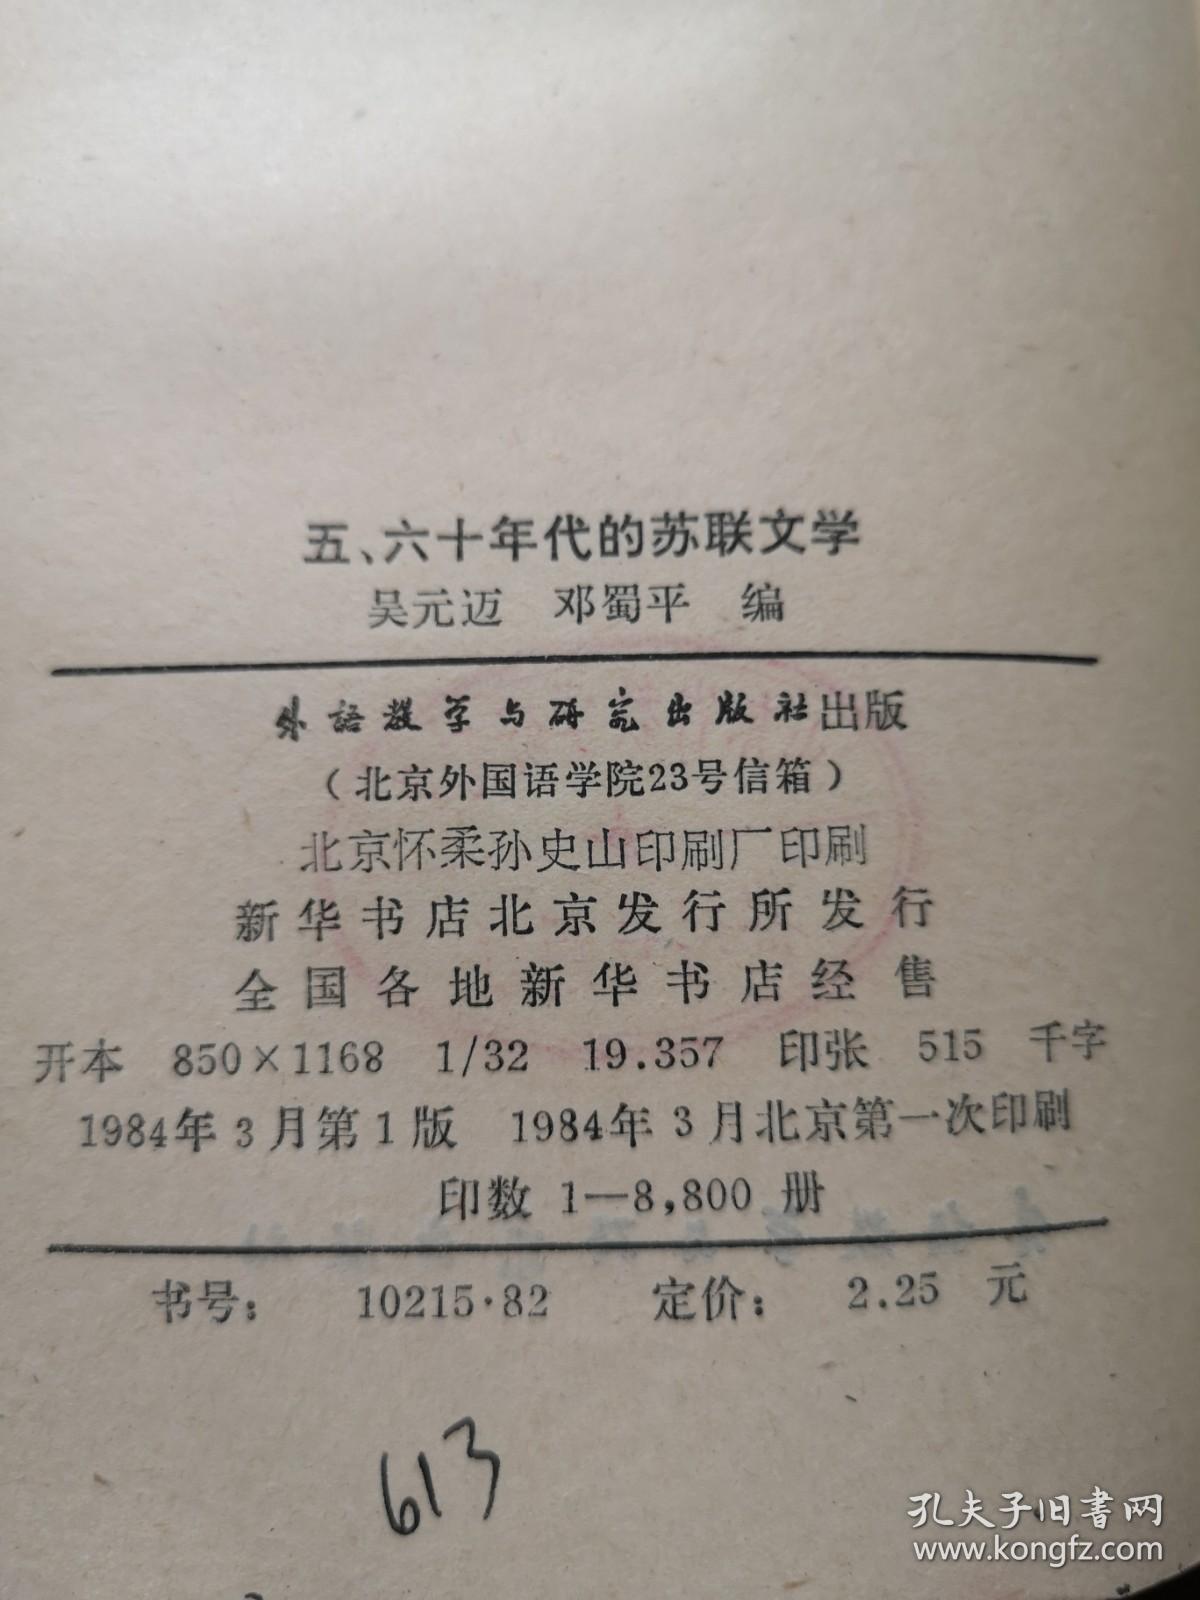 五、六十年代的苏联文学
吴元迈 邓蜀平 编
外語教学与研究出版社出版
（北京外国语学院23号信箱）
北京怀柔孙史山印刷厂印刷
新华书店北京发行所发行
全国各地新华书店经售
开本 850×1168 1/32 19.357 印张 515 千字
1984年3月第1版 1984年3月北京第一次印刷
印数 1—8,800 册
书号： 10215·82 定价： 2.25 元
613
孔夫子旧书网
www.kongfz.com